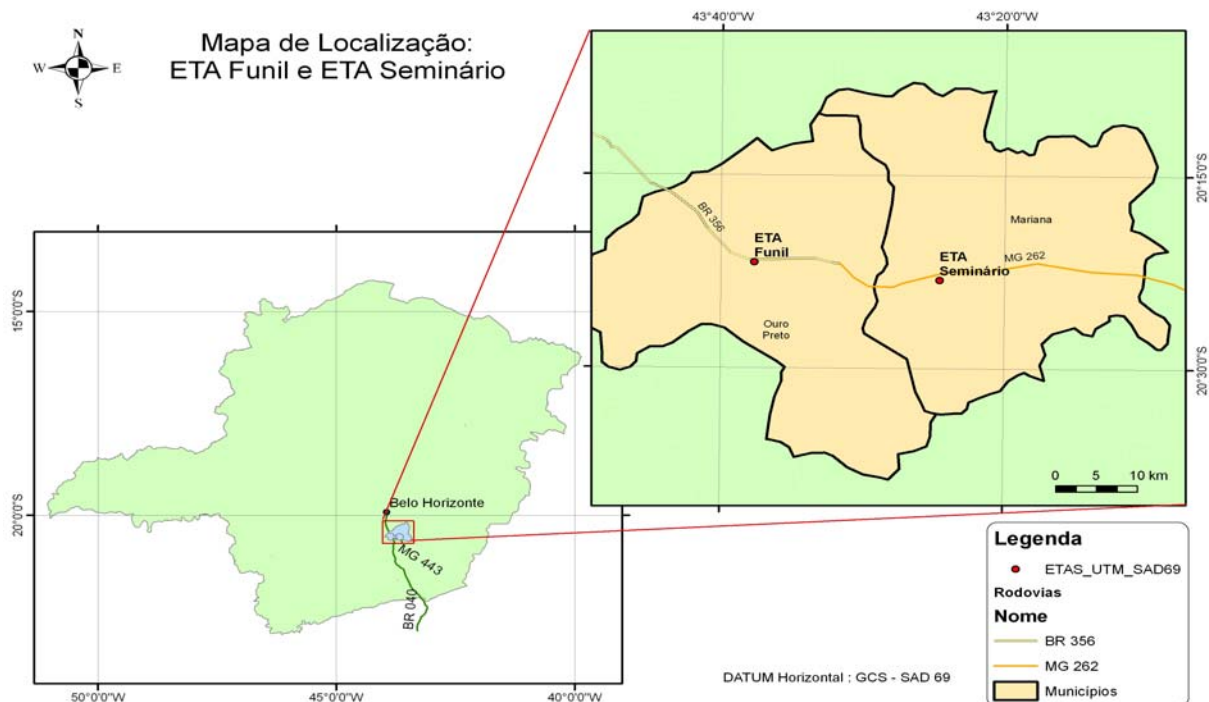 N
W E
S
Mapa de Localização:
ETA Funil e ETA Seminário
43°40'0"W 43°20'0"W
20°15'0"S
20°30'0"S
BR 356
ETA
Funil
Mariana
ETA
Seminário
MG 262
Ouro
Preto
0 5 10 km
15°0'0"S
20°0'0"S
Belo Horizonte
MG 443
BR 040
50°0'0"W 45°0'0"W 40°0'0"W
DATUM Horizontal : GCS - SAD 69
Legenda
ETAS_UTM_SAD69
Rodovias
Nome
BR 356
MG 262
Municípios